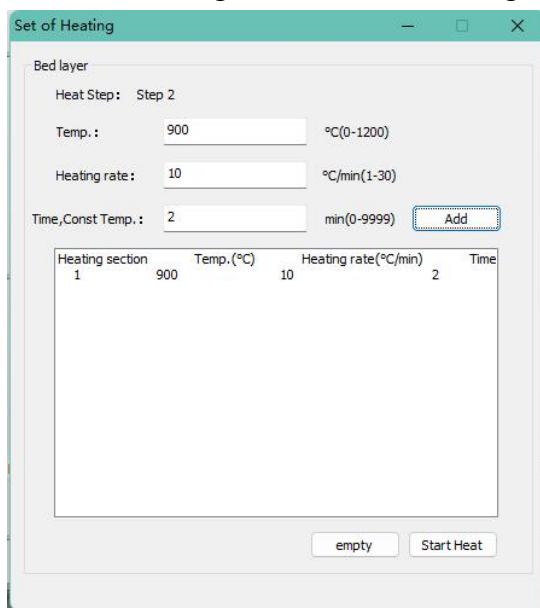 Set of Heating
Bed layer
Heat Step: Step 2
Temp.: 900 °C(0-1200)
Heating rate: 10 °C/min(1-30)
Time,Const Temp.: 2 min(0-9999) Add
Heating section Temp.(°C) Heating rate(°C/min) Time
1 900 10 2
empty Start Heat